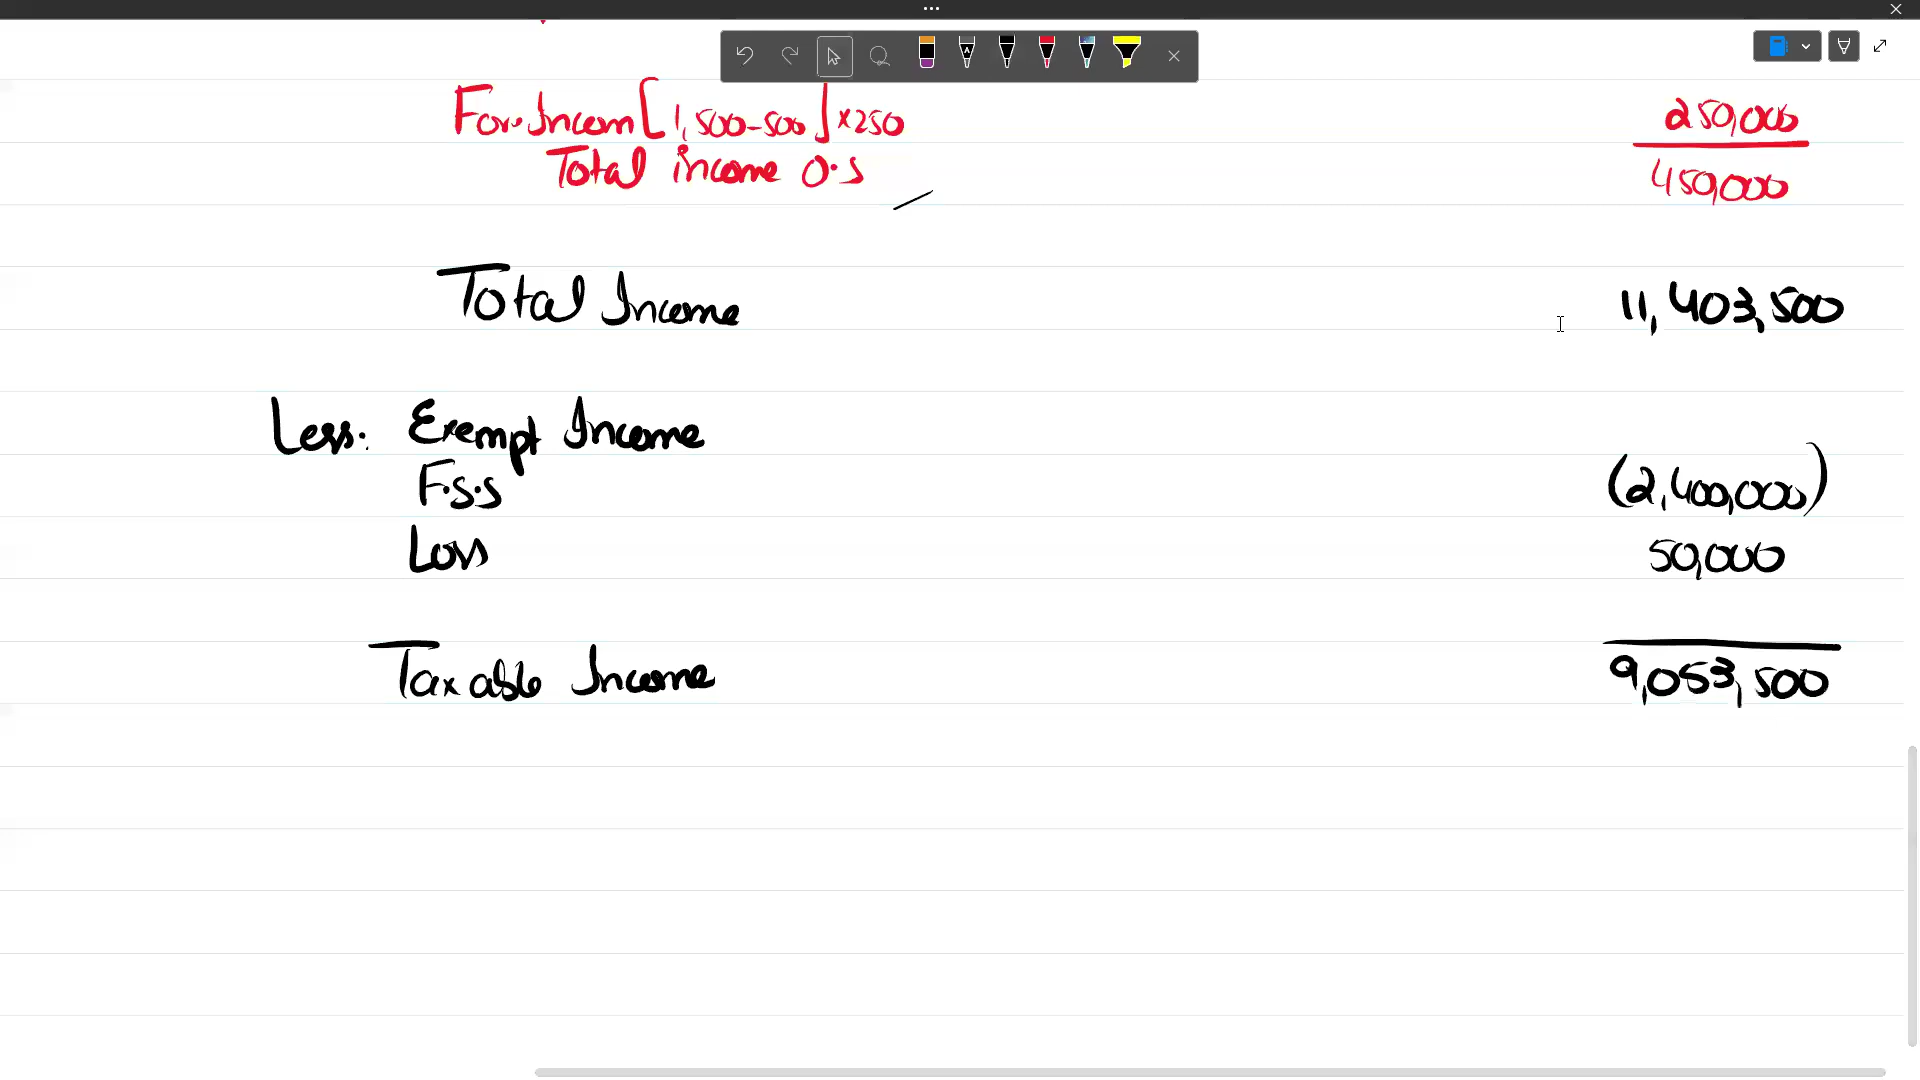 For.Incom [1,500-500] ×250 250,000
Total income O.S 450,000
Total Income 11,403,500
Less. Exempt Income
F.S.S (2,400,000)
Loss 50,000
Taxable Income 9,053,500